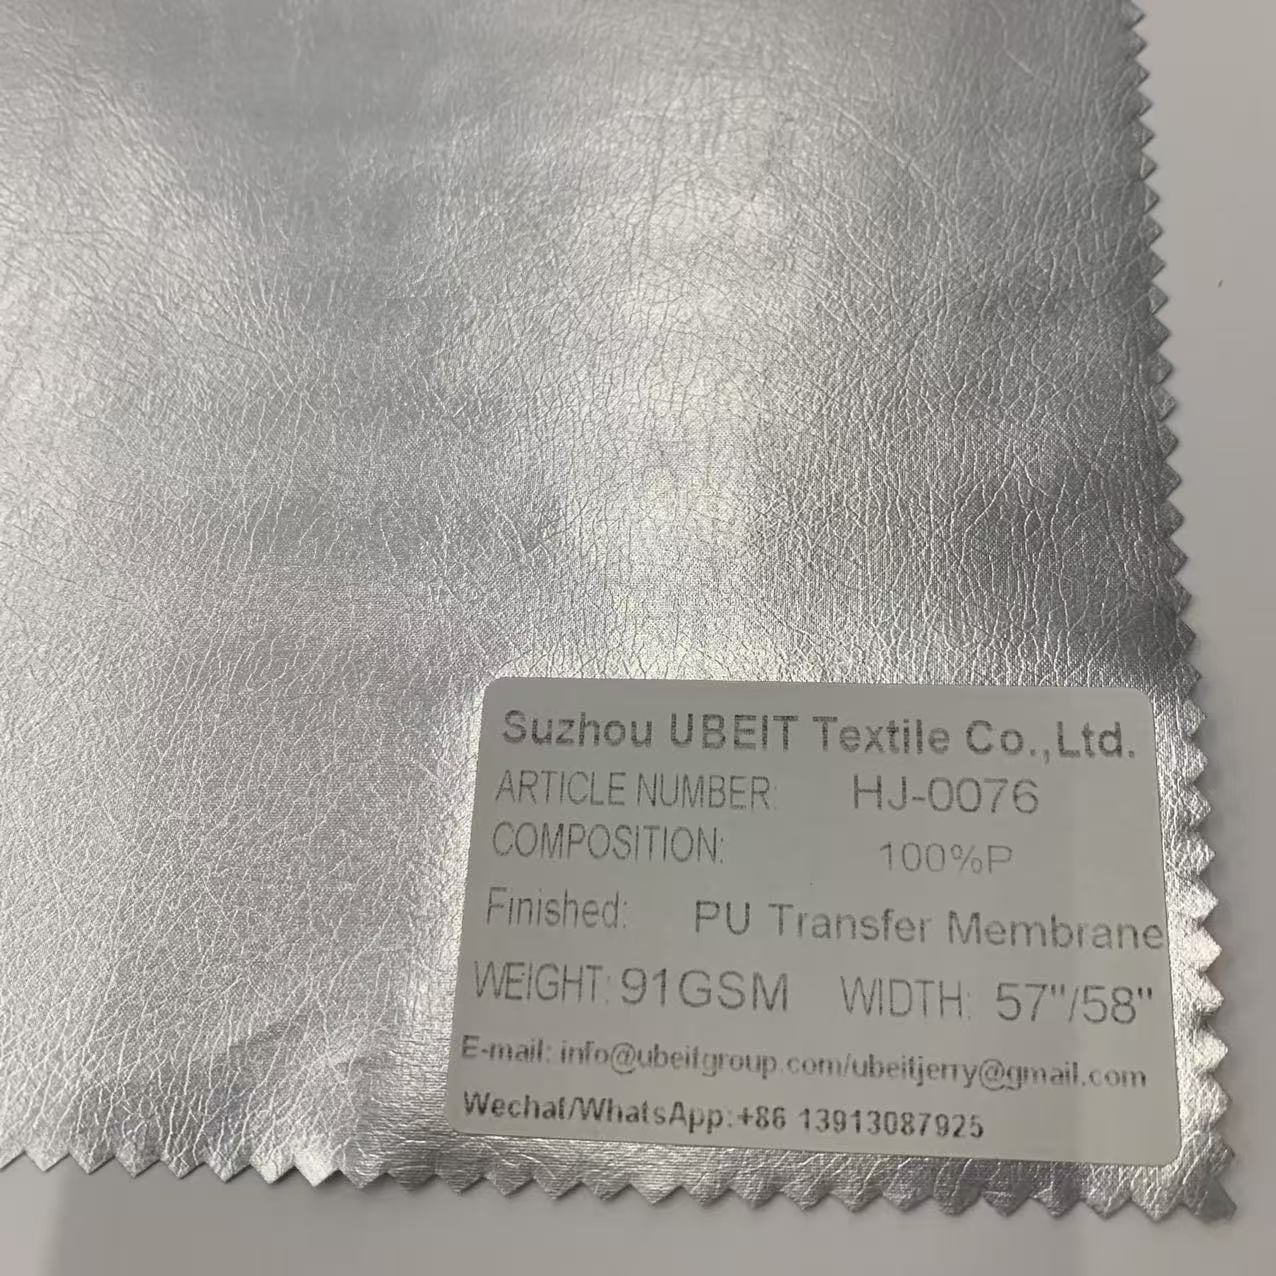 Suzhou UBEIT Textile Co.,Ltd.
ARTICLE NUMBER: HJ-0076
COMPOSITION: 100%P
Finished: PU Transfer Membrane
WEIGHT: 91GSM WIDTH: 57"/58"
E-mail: info@ubeitgroup.com/ubeitjerry@gmail.com
Wechat/WhatsApp:+86 13913087925